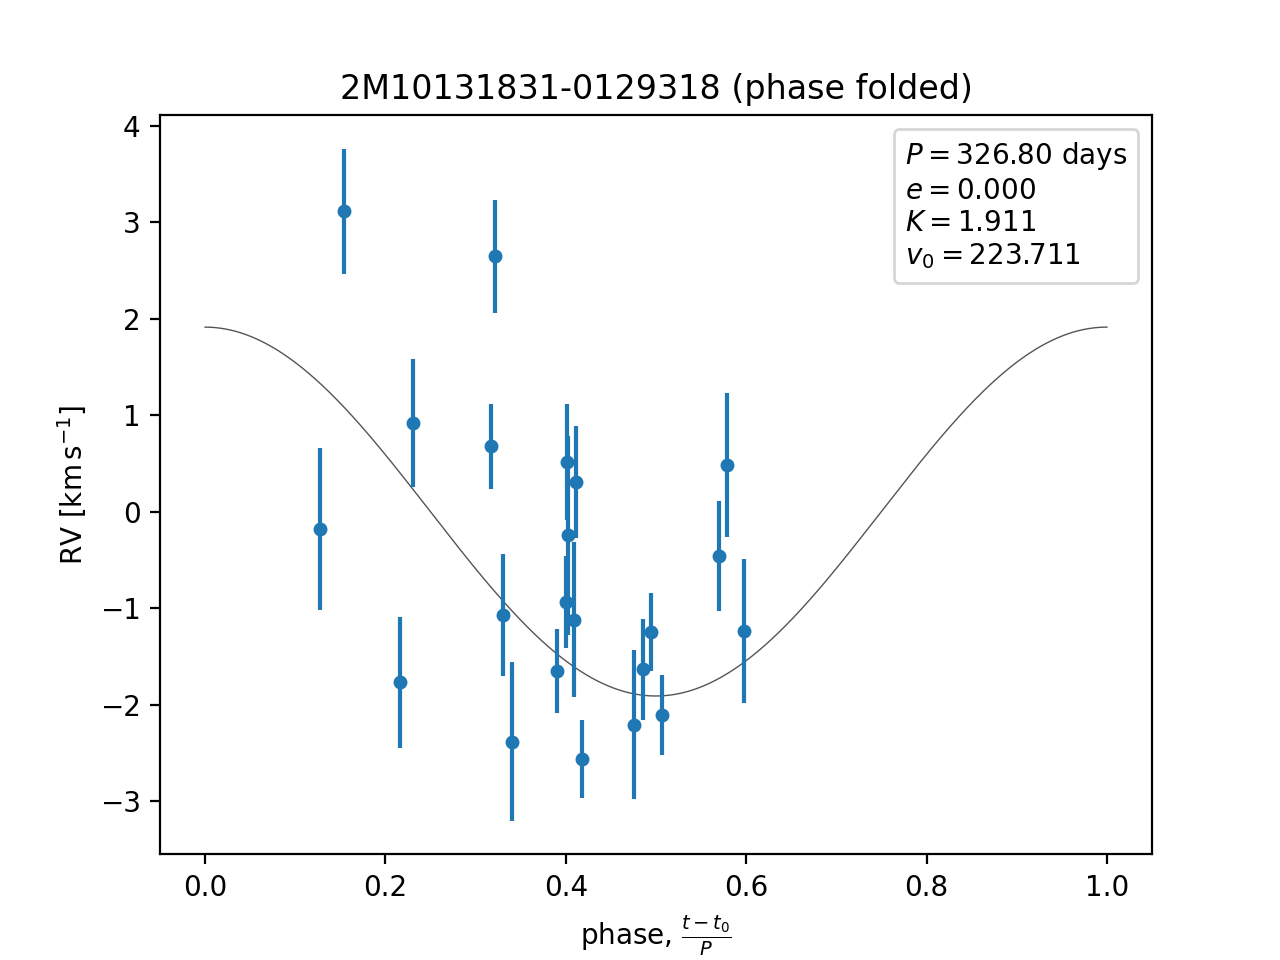 2M10131831-0129318 (phase folded)
P = 326.80 days
e = 0.000
K = 1.911
v₀ = 223.711
RV [km s⁻¹]
4
3
2
1
0
−1
−2
−3
0.0 0.2 0.4 0.6 0.8 1.0
phase, (t − t₀)/P